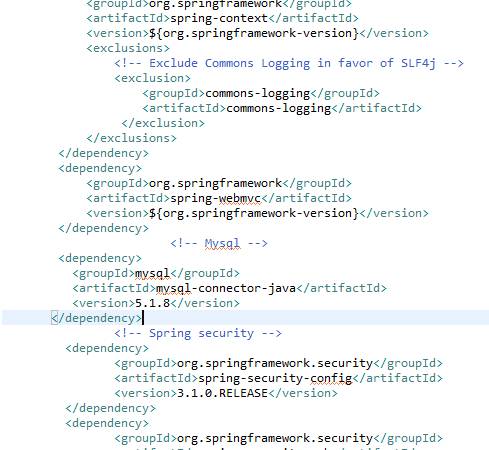 <groupId>org.springframework</groupId>
<artifactId>spring-context</artifactId>
<version>${org.springframework-version}</version>
<exclusions>
<!-- Exclude Commons Logging in favor of SLF4j -->
<exclusion>
<groupId>commons-logging</groupId>
<artifactId>commons-logging</artifactId>
</exclusion>
</exclusions>
</dependency>
<dependency>
<groupId>org.springframework</groupId>
<artifactId>spring-webmvc</artifactId>
<version>${org.springframework-version}</version>
</dependency>
<!-- Mysql -->
<dependency>
<groupId>mysql</groupId>
<artifactId>mysql-connector-java</artifactId>
<version>5.1.8</version>
</dependency>
<!-- Spring security -->
<dependency>
<groupId>org.springframework.security</groupId>
<artifactId>spring-security-config</artifactId>
<version>3.1.0.RELEASE</version>
</dependency>
<dependency>
<groupId>org.springframework.security</groupId>